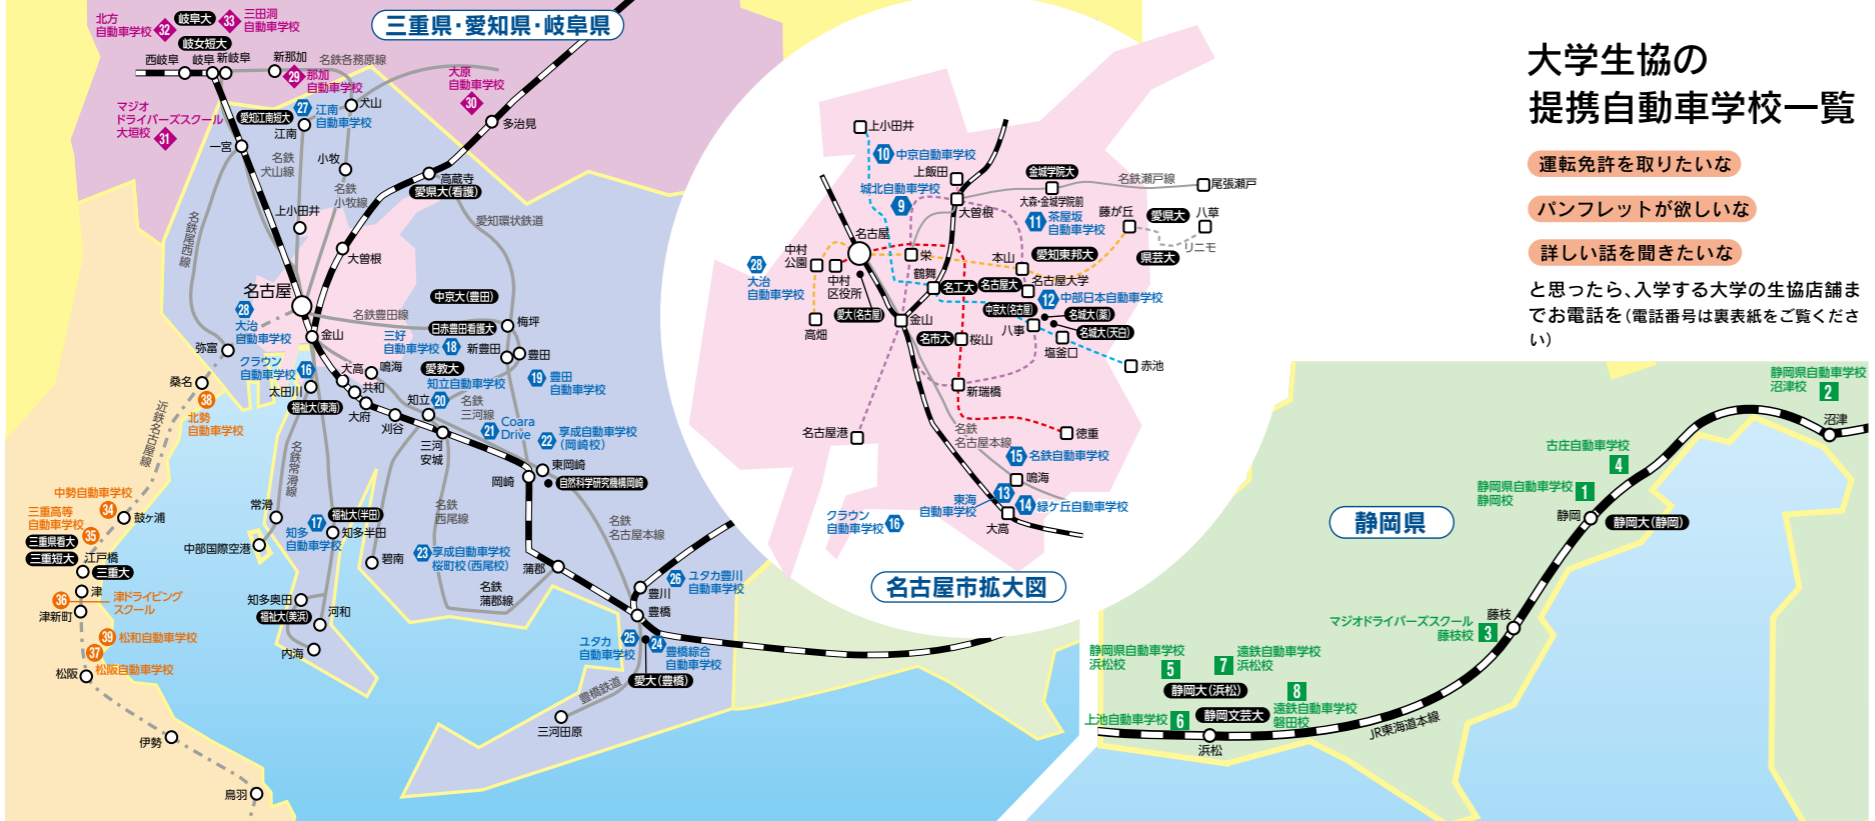 三重県・愛知県・岐阜県
北方
自動車学校
32
岐阜大
33
三田洞
自動車学校
岐女短大
西岐阜
岐阜
新岐阜
新那加
名鉄各務原線
29
那加
自動車学校
大原
自動車学校
30
マジオ
ドライバーズスクール
大垣校
31
愛知江南短大
27
江南
自動車学校
犬山
江南
多治見
一宮
名鉄
犬山線
小牧
名鉄
小牧線
高蔵寺
愛県大(看護)
上小田井
愛知環状鉄道
名鉄尾西線
大曽根
名古屋
28
大治
自動車学校
中京大(豊田)
名鉄豊田線
日赤豊田看護大
梅坪
金山
三好
自動車学校
18
新豊田
豊田
弥富
クラウン
自動車学校
16
大高
鳴海
愛教大
19
豊田
自動車学校
桑名
太田川
共和
知立自動車学校
38
福祉大(東海)
大府
知立
20
名鉄
三河線
北勢
自動車学校
刈谷
21
Coara
Drive
22
享成自動車学校
(岡崎校)
近鉄名古屋線
名鉄常滑線
三河
安城
東岡崎
岡崎
自然科学研究機構岡崎
中勢自動車学校
34
常滑
名鉄
西尾線
三重高等
自動車学校
35
鼓ヶ浦
17
知多
自動車学校
福祉大(半田)
知多半田
名鉄
名古屋本線
三重県看大
三重短大
江戸橋
三重大
中部国際空港
碧南
23
享成自動車学校
桜町校(西尾校)
蒲郡
名鉄
蒲郡線
26
ユタカ豊川
自動車学校
豊川
津
36
津ドライビング
スクール
津新町
知多奥田
福祉大(美浜)
河和
豊橋
39
松和自動車学校
37
松阪自動車学校
松阪
内海
ユタカ
自動車学校
25
24
豊橋綜合
自動車学校
愛大(豊橋)
豊橋鉄道
三河田原
伊勢
鳥羽
上小田井
10
中京自動車学校
上飯田
金城学院大
名鉄瀬戸線
尾張瀬戸
城北自動車学校
9
大曽根
大森・金城学院前
11
茶屋坂
自動車学校
藤が丘
愛県大
八草
リニモ
名古屋
中村
公園
栄
本山
愛知東邦大
県芸大
28
大治
自動車学校
中村
区役所
鶴舞
名工大
名古屋大
名古屋大学
12
中部日本自動車学校
愛大(名古屋)
中京大(名古屋)
名城大(薬)
高畑
金山
八事
名城大(天白)
名市大
桜山
塩釜口
赤池
新瑞橋
名古屋港
名鉄
名古屋本線
徳重
15
名鉄自動車学校
鳴海
東海
自動車学校
13
14
緑ケ丘自動車学校
クラウン
自動車学校
16
大高
名古屋市拡大図
大学生協の
提携自動車学校一覧
運転免許を取りたいな
パンフレットが欲しいな
詳しい話を聞きたいな
と思ったら、入学する大学の生協店舗ま
でお電話を(電話番号は裏表紙をご覧くださ
い)
静岡県自動車学校
沼津校
2
沼津
古庄自動車学校
4
静岡県自動車学校
静岡校
1
静岡
静岡大(静岡)
静岡県
マジオドライバーズスクール
藤枝校
3
藤枝
静岡県自動車学校
浜松校
5
7
遠鉄自動車学校
浜松校
静岡大(浜松)
8
遠鉄自動車学校
磐田校
上池自動車学校
6
静岡文芸大
浜松
JR東海道本線